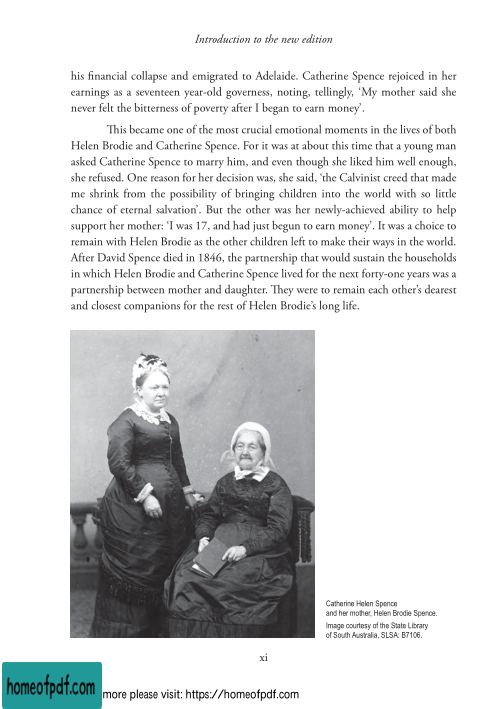 Introduction to the new edition
his financial collapse and emigrated to Adelaide. Catherine Spence rejoiced in her
earnings as a seventeen year-old governess, noting, tellingly, ‘My mother said she
never felt the bitterness of poverty after I began to earn money’.
This became one of the most crucial emotional moments in the lives of both
Helen Brodie and Catherine Spence. For it was at about this time that a young man
asked Catherine Spence to marry him, and even though she liked him well enough,
she refused. One reason for her decision was, she said, ‘the Calvinist creed that made
me shrink from the possibility of bringing children into the world with so little
chance of eternal salvation’. But the other was her newly-achieved ability to help
support her mother: ‘I was 17, and had just begun to earn money’. It was a choice to
remain with Helen Brodie as the other children left to make their ways in the world.
After David Spence died in 1846, the partnership that would sustain the households
in which Helen Brodie and Catherine Spence lived for the next forty-one years was a
partnership between mother and daughter. They were to remain each other’s dearest
and closest companions for the rest of Helen Brodie’s long life.
Catherine Helen Spence
and her mother, Helen Brodie Spence.
Image courtesy of the State Library
of South Australia, SLSA: B7106.
xi
homeofpdf.com
more please visit: https://homeofpdf.com